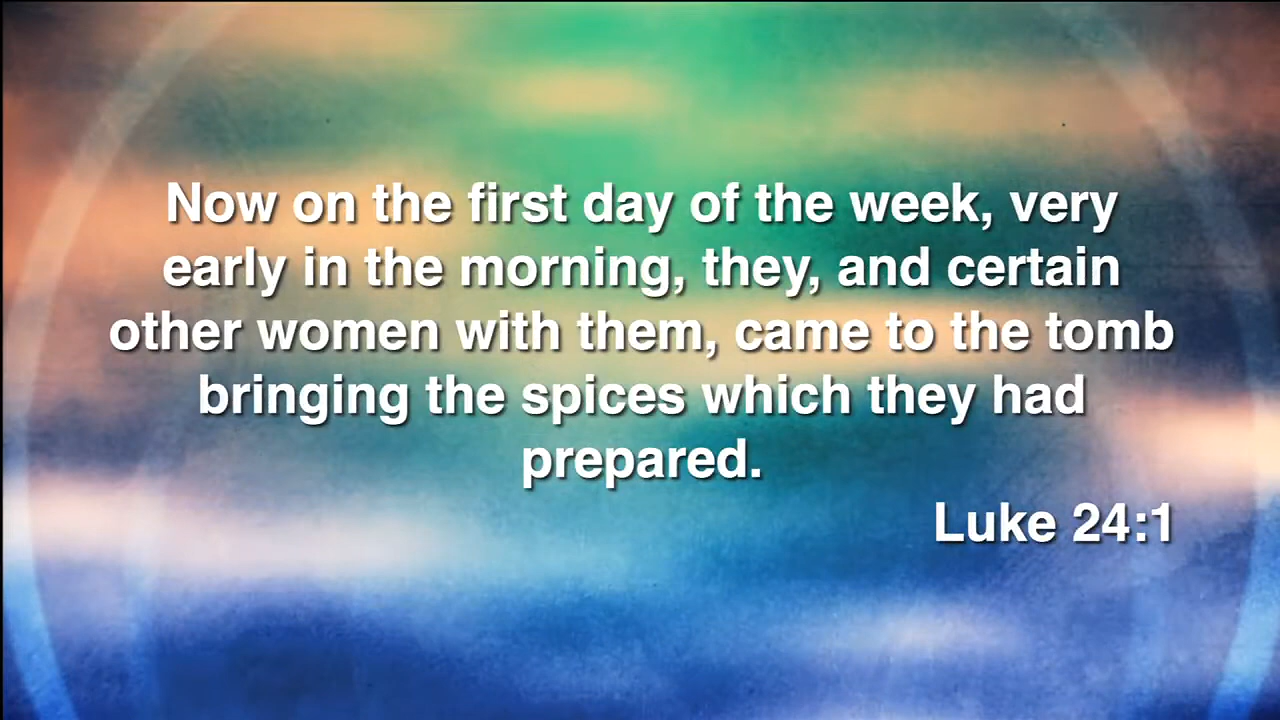 Now on the first day of the week, very
early in the morning, they, and certain
other women with them, came to the tomb
bringing the spices which they had
prepared.
Luke 24:1